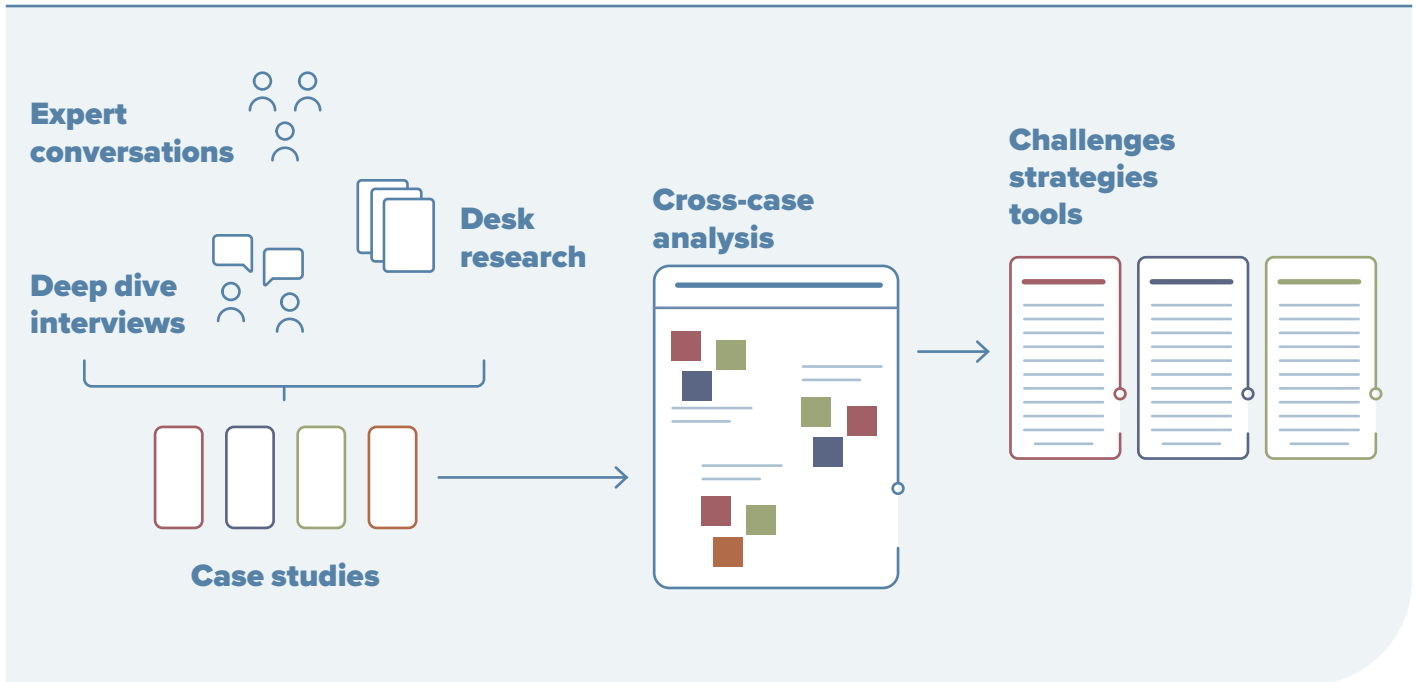 Expert
conversations
Desk
research
Deep dive
interviews
Case studies
Cross-case
analysis
Challenges
strategies
tools